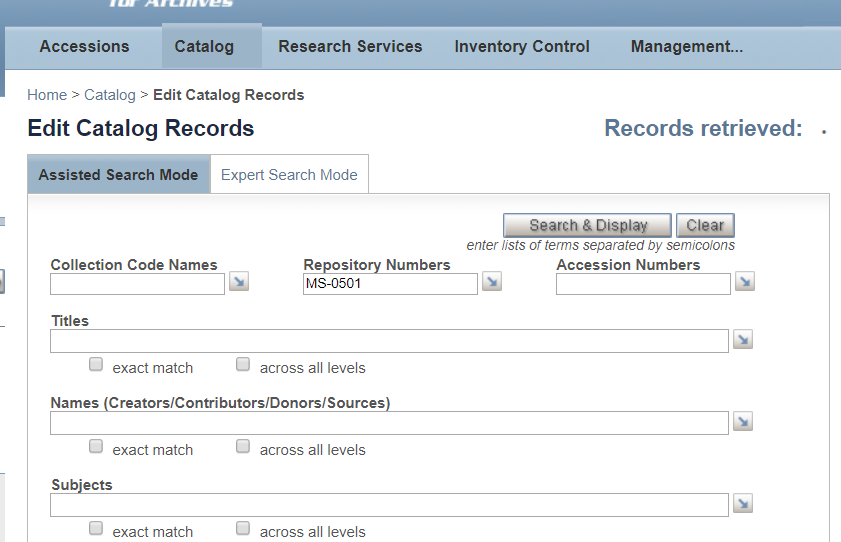 for Archives
Accessions Catalog Research Services Inventory Control Management...
Home > Catalog > Edit Catalog Records
Edit Catalog Records Records retrieved: .
Assisted Search Mode Expert Search Mode
Search & Display Clear
enter lists of terms separated by semicolons
Collection Code Names Repository Numbers Accession Numbers
MS-0501
Titles
exact match across all levels
Names (Creators/Contributors/Donors/Sources)
exact match across all levels
Subjects
exact match across all levels